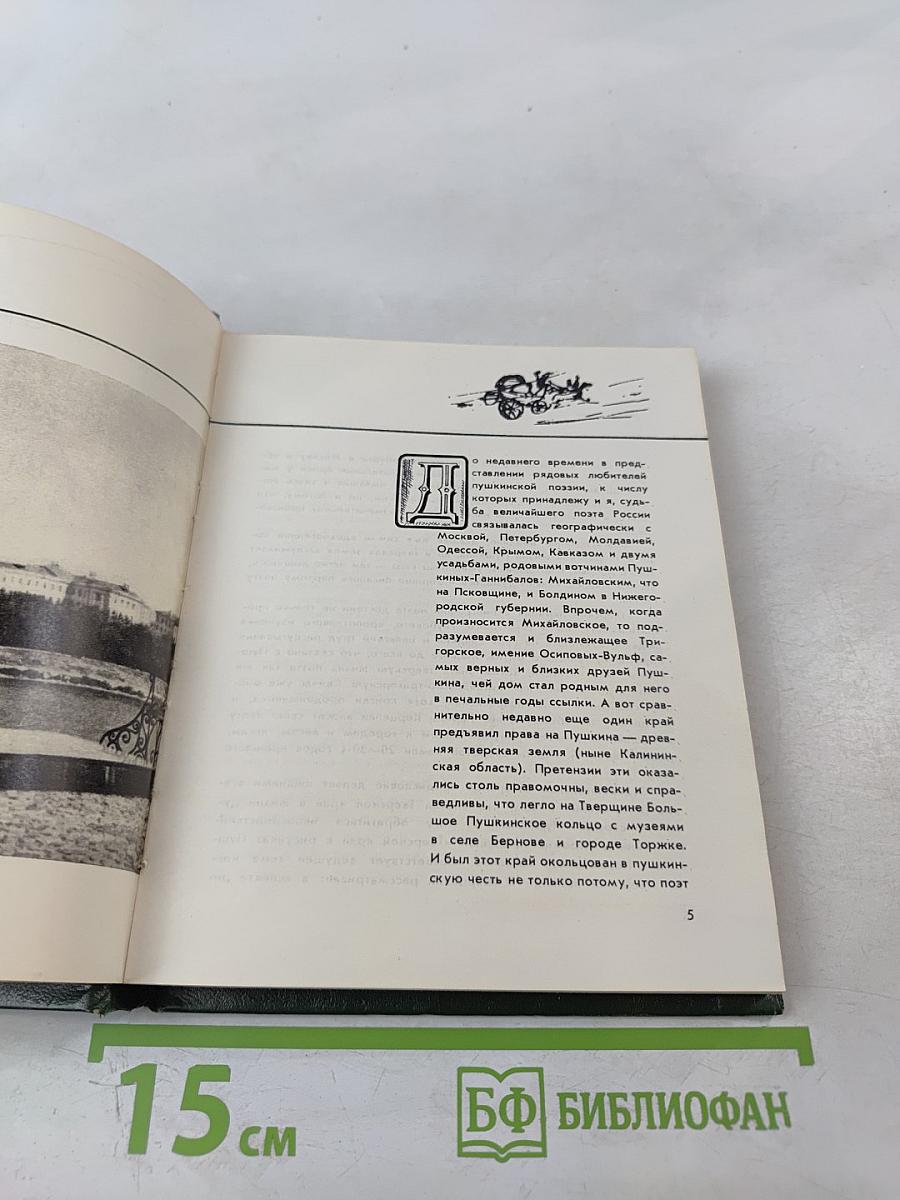 До недавнего времени в пред-
ставлении рядовых любителей
пушкинской поэзии, к числу
которых принадлежу и я, судь-
ба величайшего поэта России
связывалась географически с
Москвой, Петербургом, Молдавией,
Одессой, Крымом, Кавказом и двумя
усадьбами, родовыми вотчинами Пуш-
киных-Ганнибалов: Михайловским, что
на Псковщине, и Болдином в Нижего-
родской губернии. Впрочем, когда
произносится Михайловское, то под-
разумевается и близлежащее Три-
горское, имение Осиповых-Вульф, са-
мых верных и близких друзей Пуш-
кина, чей дом стал родным для него
в печальные годы ссылки. А вот срав-
нительно недавно еще один край
предъявил права на Пушкина — древ-
няя тверская земля (ныне Калинин-
ская область). Претензии эти оказа-
лись столь правомочны, вески и спра-
ведливы, что легло на Тверщине Боль-
шое Пушкинское кольцо с музеями
в селе Бернове и городе Торжке.
И был этот край окольцован в пушкин-
скую честь не только потому, что поэт
5
15 см
БФ БИБЛИОФАН